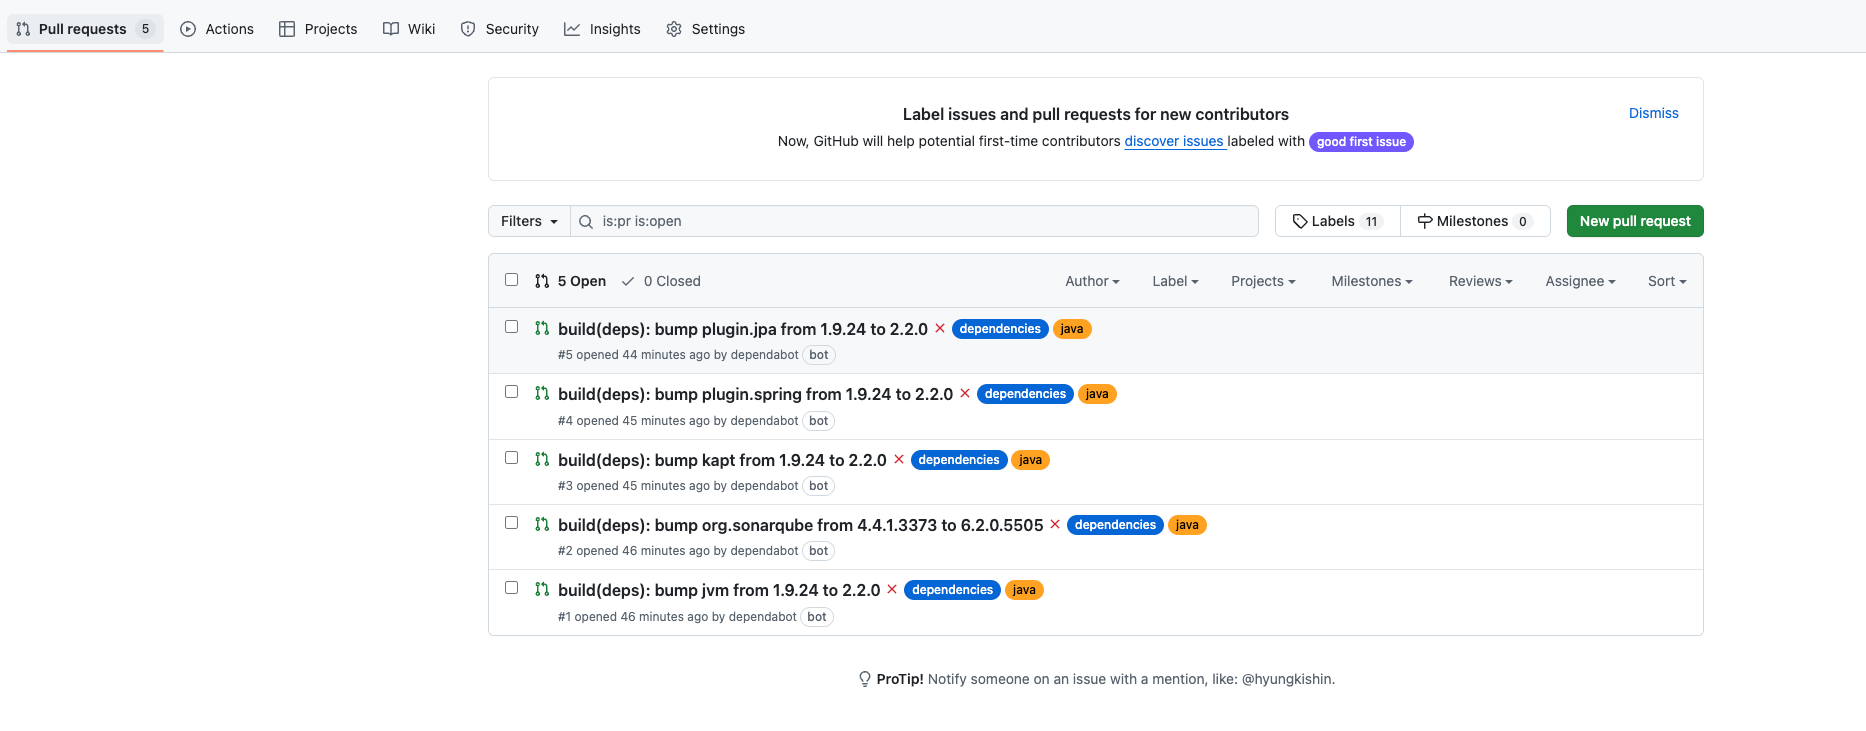 Pull requests 5 Actions Projects Wiki Security Insights Settings
Label issues and pull requests for new contributors
Dismiss
Now, GitHub will help potential first-time contributors discover issues labeled with good first issue
Filters is:pr is:open Labels 11 Milestones 0 New pull request
5 Open 0 Closed Author Label Projects Milestones Reviews Assignee Sort
build(deps): bump plugin.jpa from 1.9.24 to 2.2.0 dependencies java
#5 opened 44 minutes ago by dependabot bot
build(deps): bump plugin.spring from 1.9.24 to 2.2.0 dependencies java
#4 opened 45 minutes ago by dependabot bot
build(deps): bump kapt from 1.9.24 to 2.2.0 dependencies java
#3 opened 45 minutes ago by dependabot bot
build(deps): bump org.sonarqube from 4.4.1.3373 to 6.2.0.5505 dependencies java
#2 opened 46 minutes ago by dependabot bot
build(deps): bump jvm from 1.9.24 to 2.2.0 dependencies java
#1 opened 46 minutes ago by dependabot bot
ProTip! Notify someone on an issue with a mention, like: @hyungkishin.